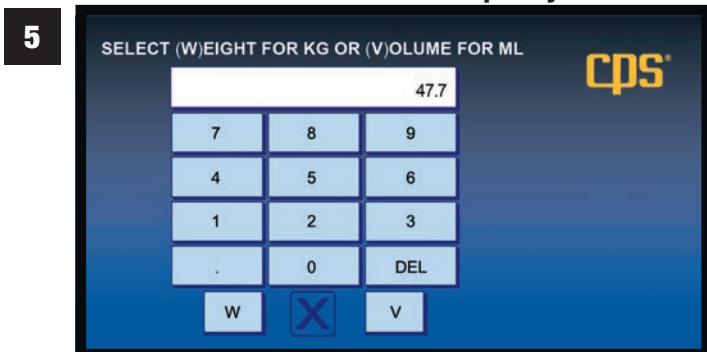 5
SELECT (W)EIGHT FOR KG OR (V)OLUME FOR ML
cps®
47.7
7 8 9
4 5 6
1 2 3
. 0 DEL
W X V